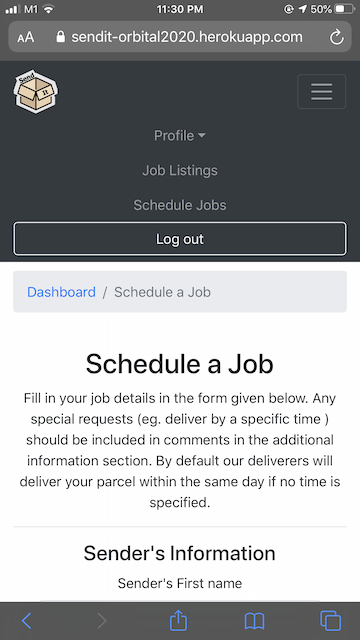 M1 11:30 PM 50%
AA sendit-orbital2020.herokuapp.com
Send
It
Profile
Job Listings
Schedule Jobs
Log out
Dashboard / Schedule a Job
Schedule a Job
Fill in your job details in the form given below. Any
special requests (eg. deliver by a specific time )
should be included in comments in the additional
information section. By default our deliverers will
deliver your parcel within the same day if no time is
specified.
Sender's Information
Sender's First name